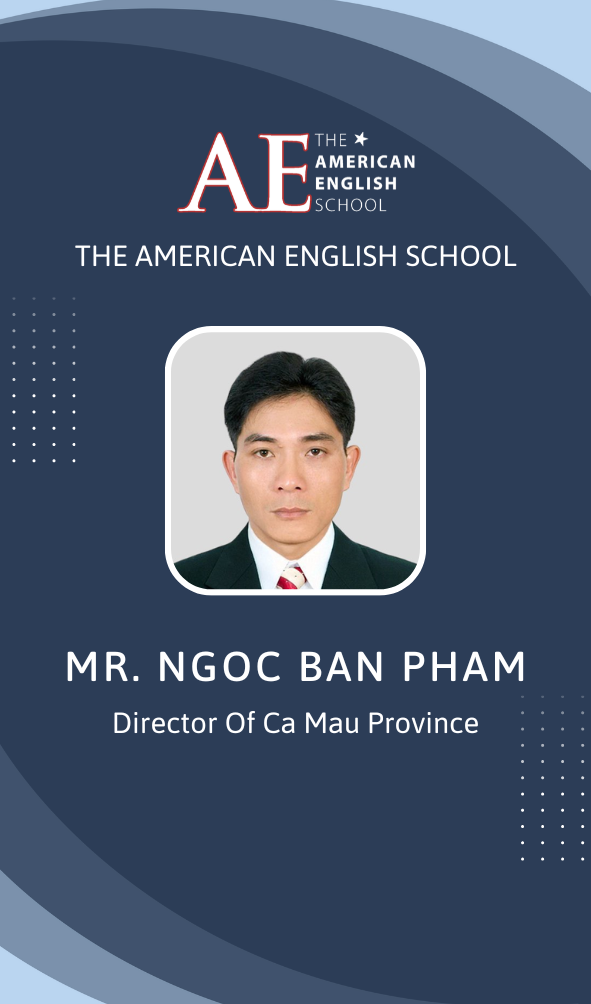 AE
THE
AMERICAN
ENGLISH
SCHOOL
THE AMERICAN ENGLISH SCHOOL
MR. NGOC BAN PHAM
Director Of Ca Mau Province